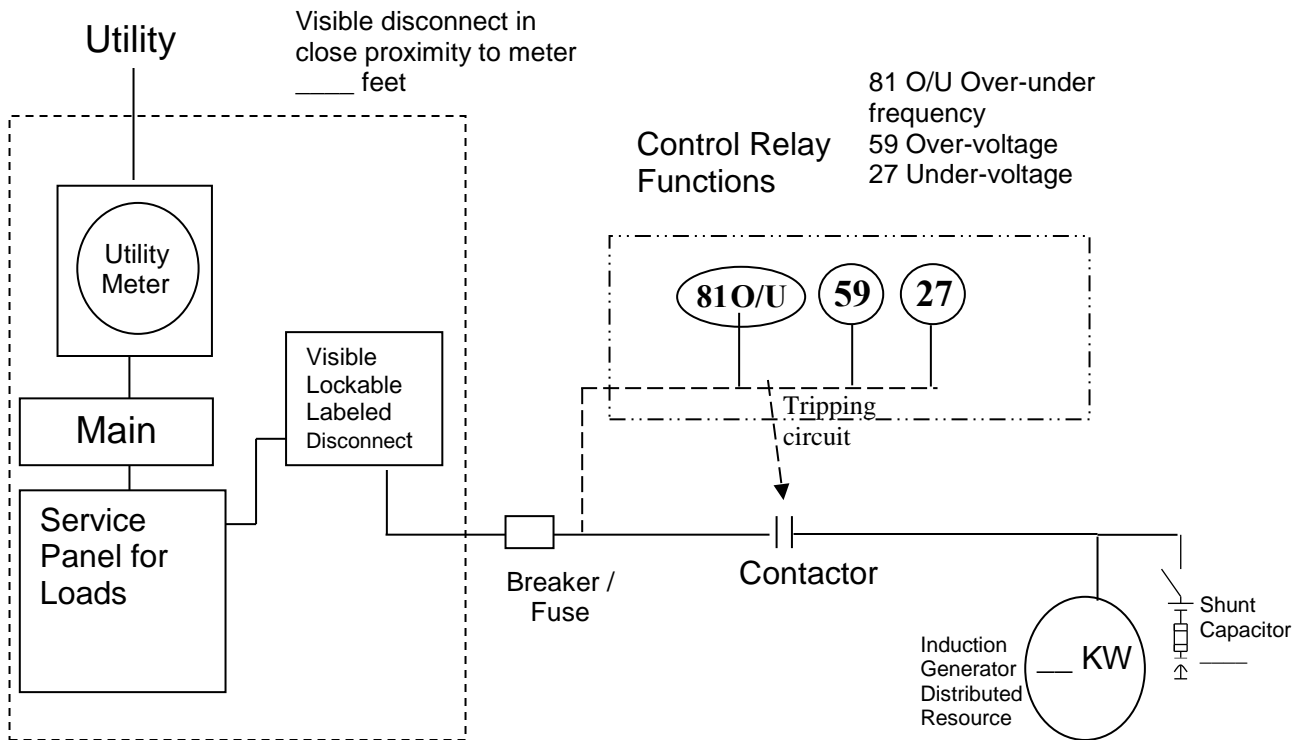 Utility
Visible disconnect in
close proximity to meter
____ feet
81 O/U Over-under
frequency
59 Over-voltage
27 Under-voltage
Control Relay
Functions
Utility
Meter
81O/U
59
27
Visible
Lockable
Labeled
Disconnect
Tripping
circuit
Main
Service
Panel for
Loads
Breaker /
Fuse
Contactor
Induction
Generator
Distributed
Resource
__ KW
Shunt
Capacitor
____